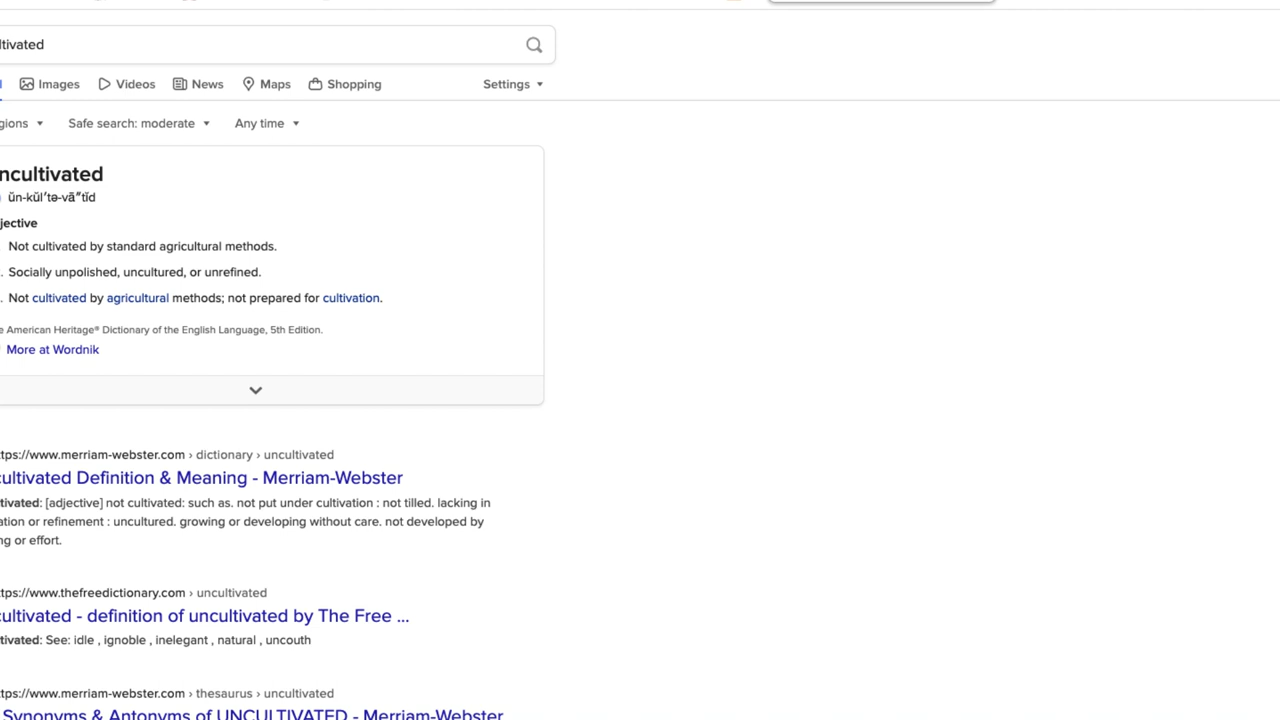 ltivated
Images Videos News Maps Shopping Settings
gions Safe search: moderate Any time
ncultivated
ŭn-kŭl′tə-vā″tĭd
jective
Not cultivated by standard agricultural methods.
. Socially unpolished, uncultured, or unrefined.
. Not cultivated by agricultural methods; not prepared for cultivation.
e American Heritage® Dictionary of the English Language, 5th Edition.
More at Wordnik
tps://www.merriam-webster.com › dictionary › uncultivated
cultivated Definition & Meaning - Merriam-Webster
tivated: [adjective] not cultivated: such as. not put under cultivation : not tilled. lacking in
ation or refinement : uncultured. growing or developing without care. not developed by
ng or effort.
tps://www.thefreedictionary.com › uncultivated
cultivated - definition of uncultivated by The Free ...
tivated: See: idle , ignoble , inelegant , natural , uncouth
tps://www.merriam-webster.com › thesaurus › uncultivated
Synonyms & Antonyms of UNCULTIVATED - Merriam-Webster